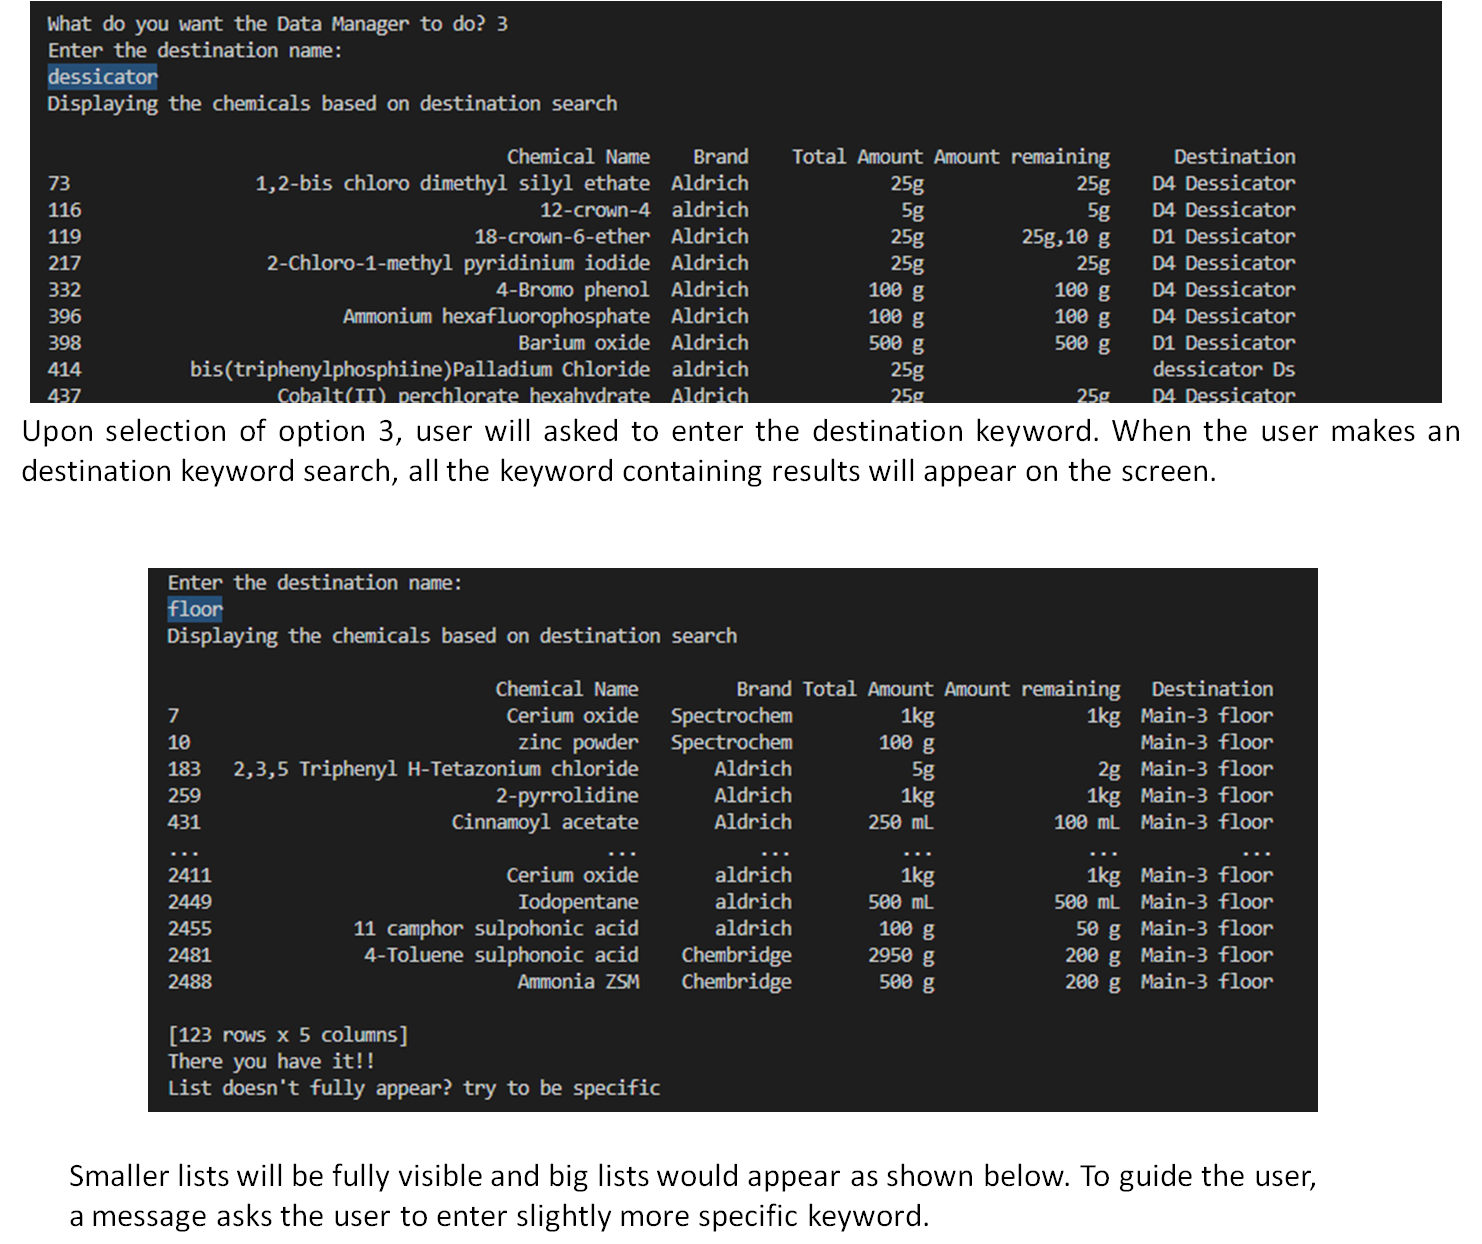 What do you want the Data Manager to do? 3
Enter the destination name:
dessicator
Displaying the chemicals based on destination search
Chemical Name Brand Total Amount Amount remaining Destination
73 1,2-bis chloro dimethyl silyl ethate Aldrich 25g 25g D4 Dessicator
116 12-crown-4 aldrich 5g 5g D4 Dessicator
119 18-crown-6-ether Aldrich 25g 25g,10 g D1 Dessicator
217 2-Chloro-1-methyl pyridinium iodide Aldrich 25g 25g D4 Dessicator
332 4-Bromo phenol Aldrich 100 g 100 g D4 Dessicator
396 Ammonium hexafluorophosphate Aldrich 100 g 100 g D4 Dessicator
398 Barium oxide Aldrich 500 g 500 g D1 Dessicator
414 bis(triphenylphosphiine)Palladium Chloride aldrich 25g dessicator Ds
437 Cobalt(II) perchlorate hexahydrate Aldrich 25g 25g D4 Dessicator
Upon selection of option 3, user will asked to enter the destination keyword. When the user makes an
destination keyword search, all the keyword containing results will appear on the screen.
Enter the destination name:
floor
Displaying the chemicals based on destination search
Chemical Name Brand Total Amount Amount remaining Destination
7 Cerium oxide Spectrochem 1kg 1kg Main-3 floor
10 zinc powder Spectrochem 100 g Main-3 floor
183 2,3,5 Triphenyl H-Tetazonium chloride Aldrich 5g 2g Main-3 floor
259 2-pyrrolidine Aldrich 1kg 1kg Main-3 floor
431 Cinnamoyl acetate Aldrich 250 mL 100 mL Main-3 floor
... ... ... ... ... ...
2411 Cerium oxide aldrich 1kg 1kg Main-3 floor
2449 Iodopentane aldrich 500 mL 500 mL Main-3 floor
2455 11 camphor sulpohonic acid aldrich 100 g 50 g Main-3 floor
2481 4-Toluene sulphonoic acid Chembridge 2950 g 200 g Main-3 floor
2488 Ammonia ZSM Chembridge 500 g 200 g Main-3 floor
[123 rows x 5 columns]
There you have it!!
List doesn't fully appear? try to be specific
Smaller lists will be fully visible and big lists would appear as shown below. To guide the user,
a message asks the user to enter slightly more specific keyword.